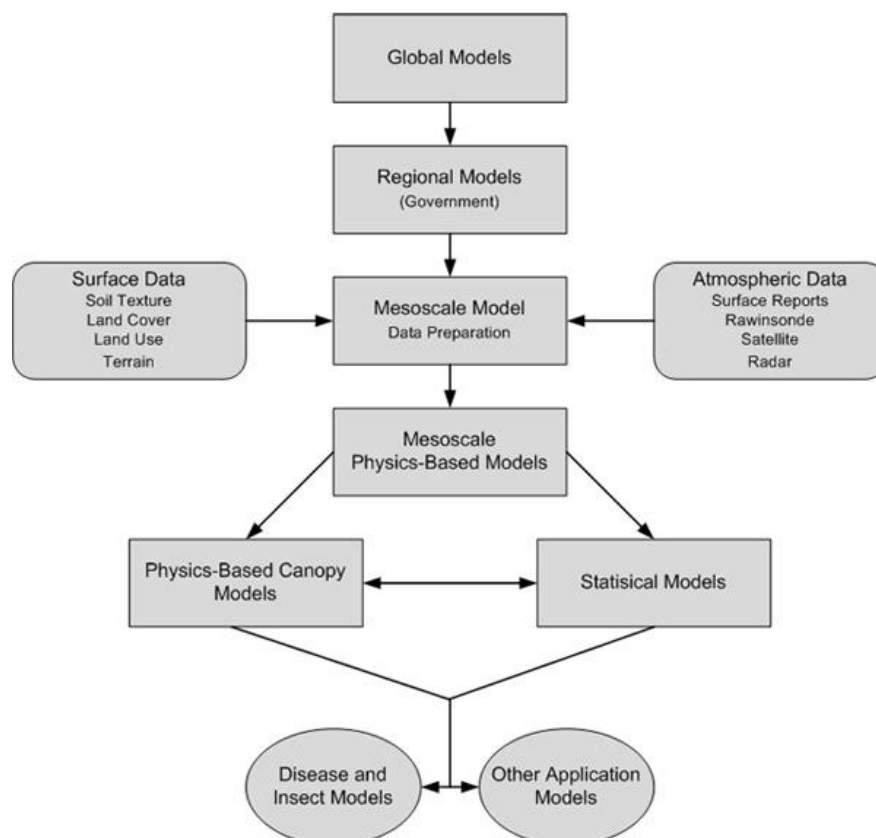 Global Models
Regional Models
(Government)
Surface Data
Soil Texture
Land Cover
Land Use
Terrain
Mesoscale Model
Data Preparation
Atmospheric Data
Surface Reports
Rawinsonde
Satellite
Radar
Mesoscale
Physics-Based Models
Physics-Based Canopy
Models
Statisical Models
Disease and
Insect Models
Other Application
Models